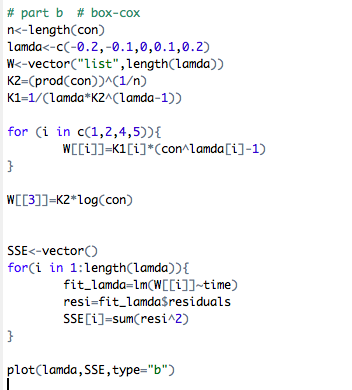 # part b  # box-cox
n<-length(con)
lamda<-c(-0.2,-0.1,0,0.1,0.2)
W<-vector("list",length(lamda))
K2=(prod(con))^(1/n)
K1=1/(lamda*K2^(lamda-1))
for (i in c(1,2,4,5)){
W[[i]]=K1[i]*(con^lamda[i]-1)
}
W[[3]]=K2*log(con)
SSE<-vector()
for(i in 1:length(lamda)){
fit_lamda=lm(W[[i]]~time)
resi=fit_lamda$residuals
SSE[i]=sum(resi^2)
}
plot(lamda,SSE,type="b")